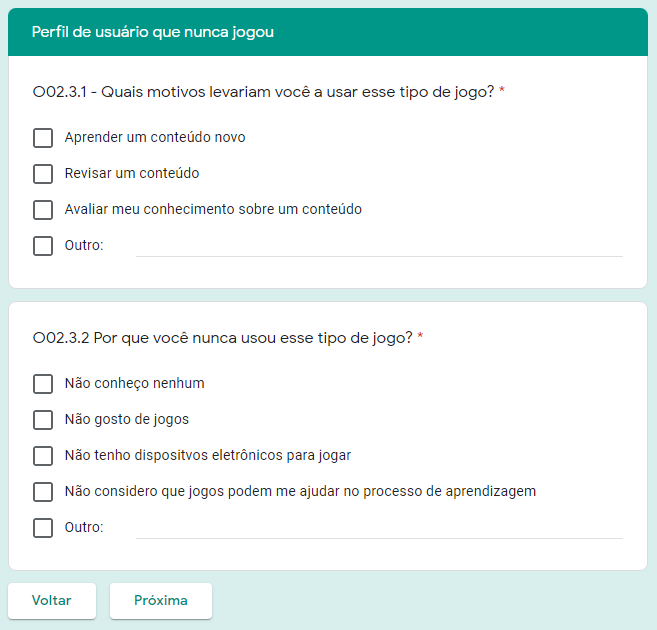 Perfil de usuário que nunca jogou
O02.3.1 - Quais motivos levariam você a usar esse tipo de jogo? *
Aprender um conteúdo novo
Revisar um conteúdo
Avaliar meu conhecimento sobre um conteúdo
Outro:
O02.3.2 Por que você nunca usou esse tipo de jogo? *
Não conheço nenhum
Não gosto de jogos
Não tenho dispositvos eletrônicos para jogar
Não considero que jogos podem me ajudar no processo de aprendizagem
Outro:
Voltar
Próxima